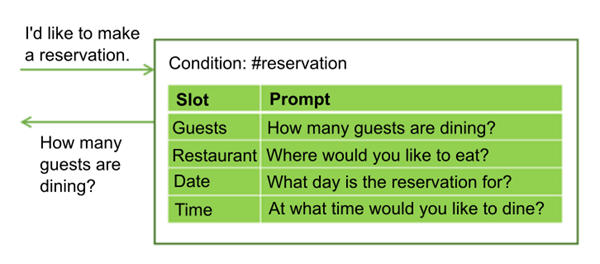 I'd like to make
a reservation.
Condition: #reservation
Slot Prompt
Guests How many guests are dining?
Restaurant Where would you like to eat?
Date What day is the reservation for?
Time At what time would you like to dine?
How many
guests are
dining?